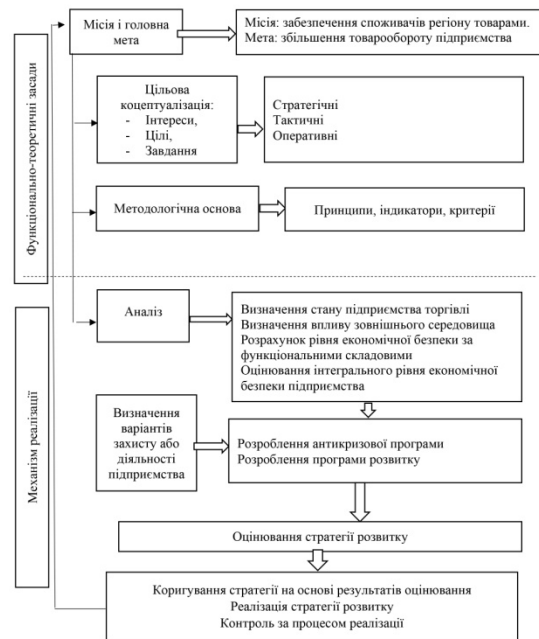 Функціонально-теоретичні засади
Місія і головна
мета
Місія: забезпечення споживачів регіону товарами.
Мета: збільшення товарообороту підприємства
Цільова
коцептуалізація:
- Інтереси,
- Цілі,
- Завдання
Стратегічні
Тактичні
Оперативні
Методологічна основа
Принципи, індикатори, критерії
Механізм реалізації
Аналіз
Визначення стану підприємства торгівлі
Визначення впливу зовнішнього середовища
Розрахунок рівня економічної безпеки за
функціональними складовими
Оцінювання інтегрального рівня економічної
безпеки підприємства
Визначення
варіантів
захисту або
діяльності
підприємства
Розроблення антикризової програми
Розроблення програми розвитку
Оцінювання стратегії розвитку
Коригування стратегії на основі результатів оцінювання
Реалізація стратегії розвитку
Контроль за процесом реалізації